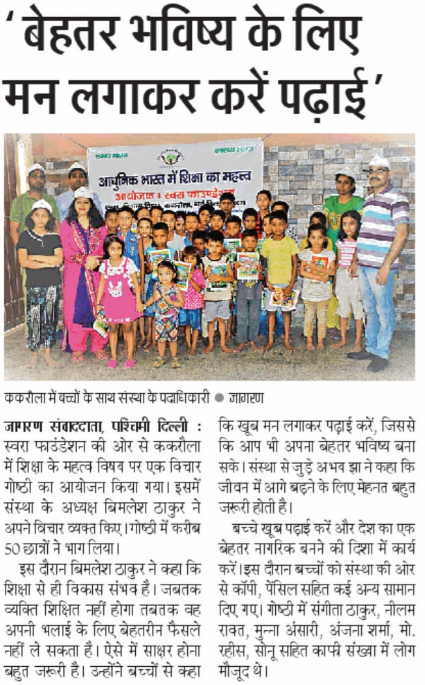 ‘ बेहतर भविष्य के लिए
मन लगाकर करें पढ़ाई’
आधुनिक भारत में शिक्षा का महत्व
आयोजक : स्वरा फाउण्डेशन
ककरौला में बच्चों के साथ संस्था के पदाधिकारी ● जागरण
जागरण संवाददाता, पश्चिमी दिल्ली :
स्वरा फाउंडेशन की ओर से ककरौला
में शिक्षा के महत्व विषय पर एक विचार
गोष्ठी का आयोजन किया गया। इसमें
संस्था के अध्यक्ष बिमलेश ठाकुर ने
अपने विचार व्यक्त किए। गोष्ठी में करीब
50 छात्रों ने भाग लिया।
इस दौरान बिमलेश ठाकुर ने कहा कि
शिक्षा से ही विकास संभव है। जबतक
व्यक्ति शिक्षित नहीं होगा तबतक वह
अपनी भलाई के लिए बेहतरीन फैसले
नहीं ले सकता है। ऐसे में साक्षर होना
बहुत जरूरी है। उन्होंने बच्चों से कहा
कि खूब मन लगाकर पढ़ाई करें, जिससे
कि आप भी अपना बेहतर भविष्य बना
सके। संस्था से जुड़े अभव झा ने कहा कि
जीवन में आगे बढ़ने के लिए मेहनत बहुत
जरूरी होती है।
बच्चे खूब पढ़ाई करें और देश का एक
बेहतर नागरिक बनने की दिशा में कार्य
करें। इस दौरान बच्चों को संस्था की ओर
से कॉपी, पेंसिल सहित कई अन्य सामान
दिए गए। गोष्ठी में संगीता ठाकुर, नीलम
रावत, मुन्ना अंसारी, अंजना शर्मा, मो.
रहीस, सोनू सहित काफी संख्या में लोग
मौजूद थे।